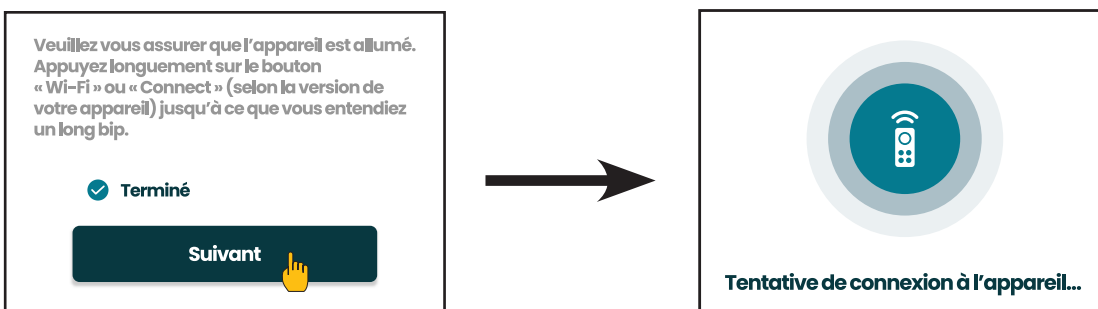 Veuillez vous assurer que l’appareil est allumé.
Appuyez longuement sur le bouton
« Wi-Fi » ou « Connect » (selon la version de
votre appareil) jusqu’à ce que vous entendiez
un long bip.
Terminé
Suivant
Tentative de connexion à l’appareil...